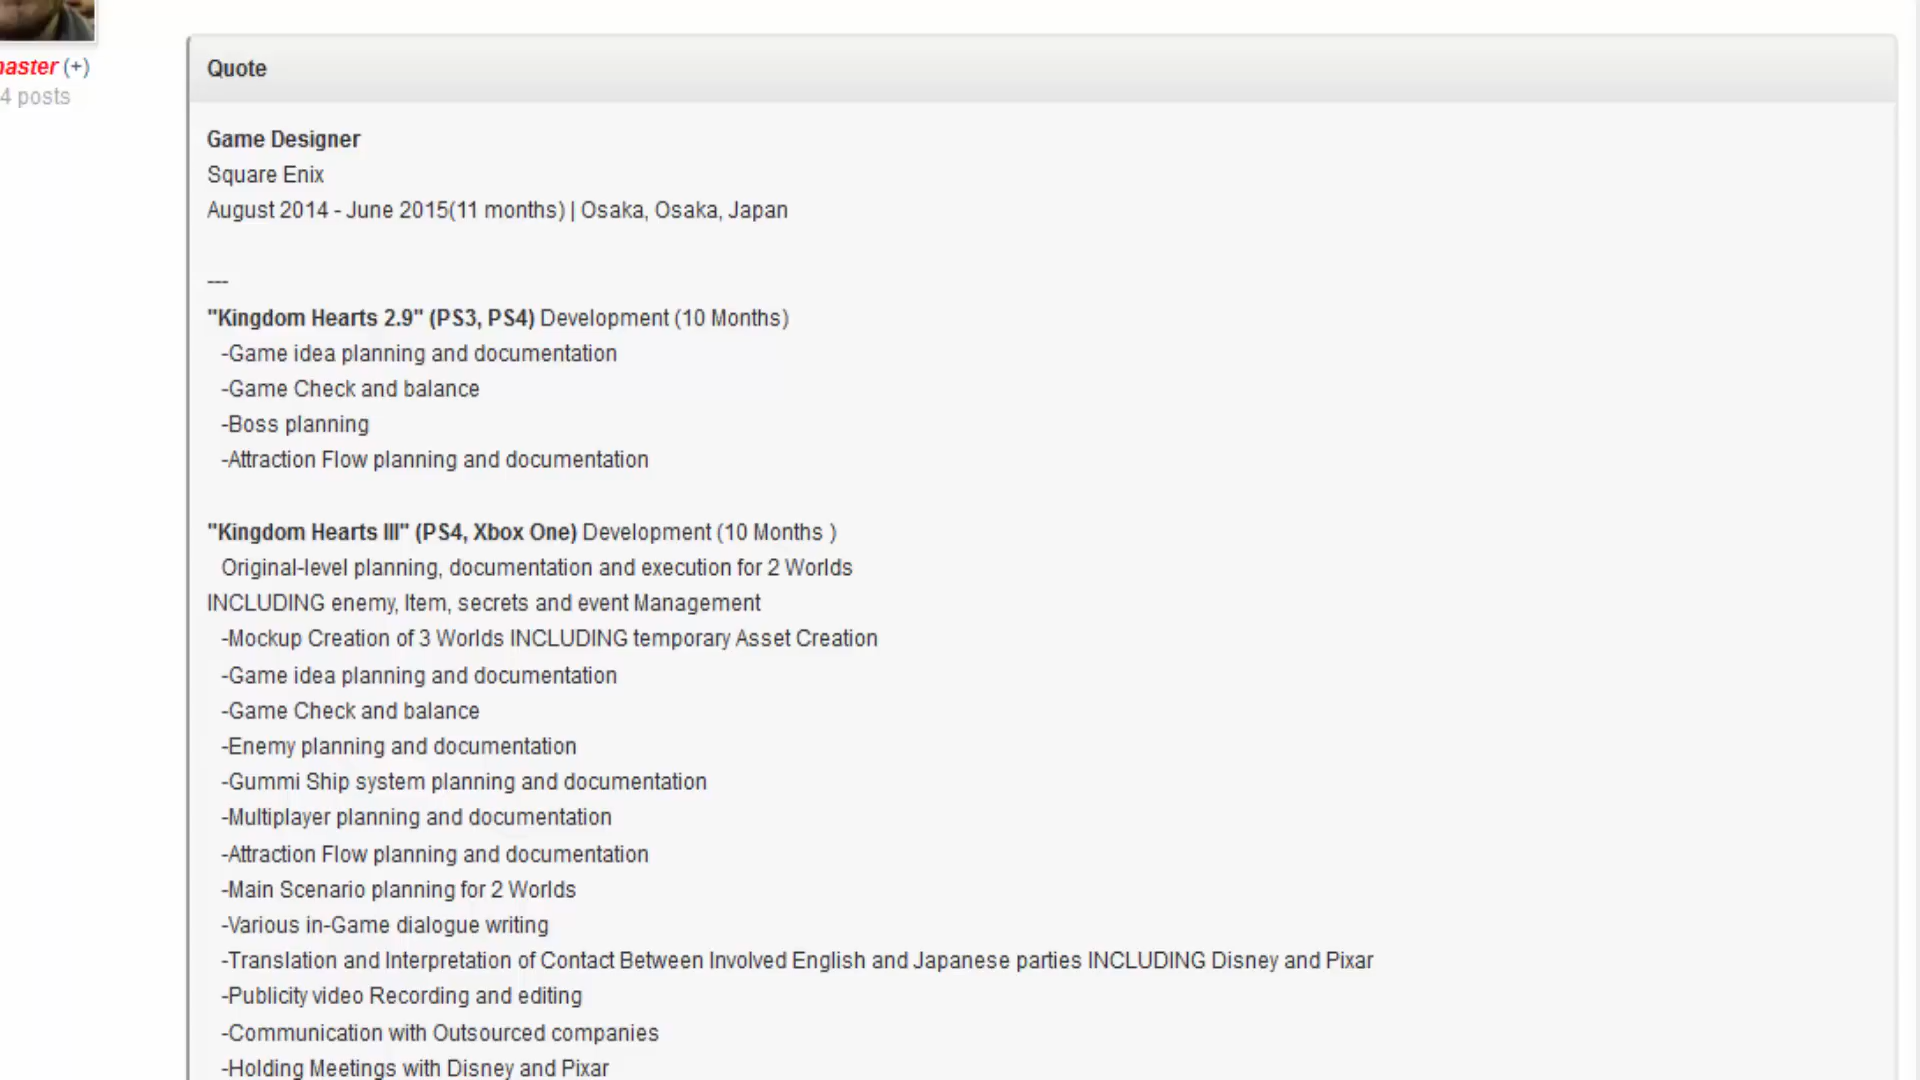 naster (+)
4 posts
Quote
Game Designer
Square Enix
August 2014 - June 2015(11 months) | Osaka, Osaka, Japan
---
"Kingdom Hearts 2.9" (PS3, PS4) Development (10 Months)
-Game idea planning and documentation
-Game Check and balance
-Boss planning
-Attraction Flow planning and documentation
"Kingdom Hearts III" (PS4, Xbox One) Development (10 Months )
Original-level planning, documentation and execution for 2 Worlds
INCLUDING enemy, Item, secrets and event Management
-Mockup Creation of 3 Worlds INCLUDING temporary Asset Creation
-Game idea planning and documentation
-Game Check and balance
-Enemy planning and documentation
-Gummi Ship system planning and documentation
-Multiplayer planning and documentation
-Attraction Flow planning and documentation
-Main Scenario planning for 2 Worlds
-Various in-Game dialogue writing
-Translation and Interpretation of Contact Between Involved English and Japanese parties INCLUDING Disney and Pixar
-Publicity video Recording and editing
-Communication with Outsourced companies
-Holding Meetings with Disney and Pixar